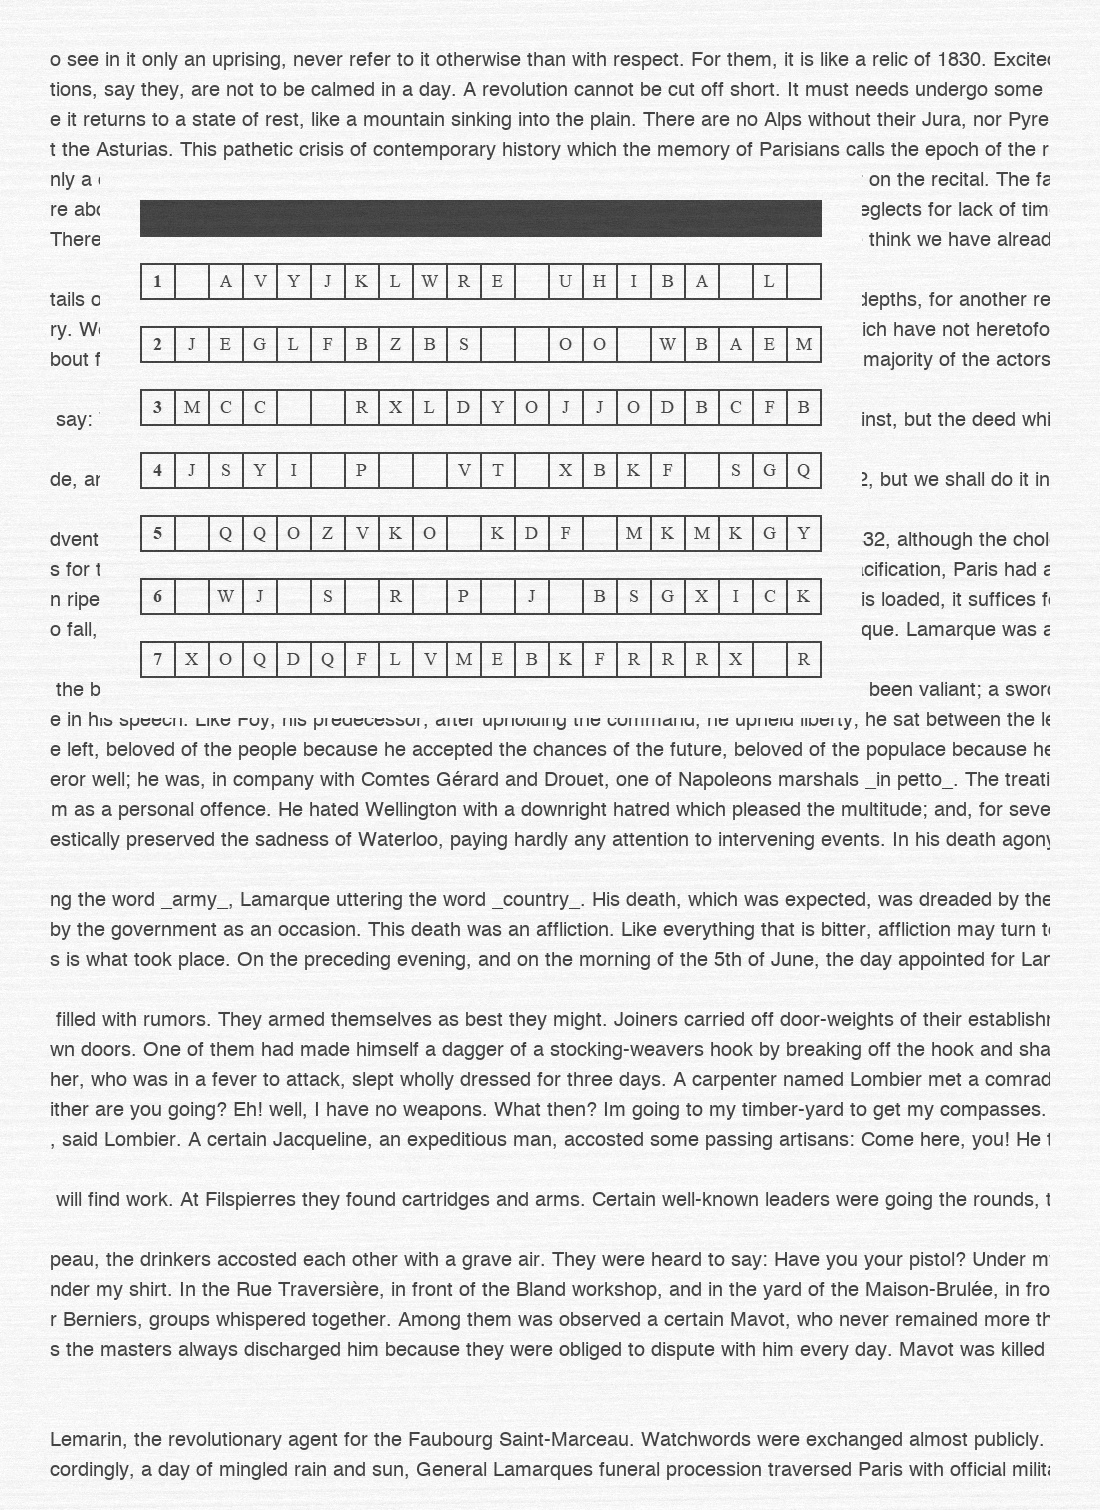 o see in it only an uprising, never refer to it otherwise than with respect. For them, it is like a relic of 1830. Excited
tions, say they, are not to be calmed in a day. A revolution cannot be cut off short. It must needs undergo some
e it returns to a state of rest, like a mountain sinking into the plain. There are no Alps without their Jura, nor Pyre
t the Asturias. This pathetic crisis of contemporary history which the memory of Parisians calls the epoch of the r
nly a on the recital. The fa
re abo eglects for lack of tim
There think we have alread
1 A V Y J K L W R E U H I B A L
tails o depths, for another re
ry. We ich have not heretofo
2 J E G L F B Z B S O O W B A E M
bout f majority of the actors
3 M C C R X L D Y O J J O D B C F B
say: inst, but the deed whi
4 J S Y I P V T X B K F S G Q
de, an 2, but we shall do it in
5 Q Q O Z V K O K D F M K M K G Y
dvent 32, although the chol
s for t cification, Paris had a
6 W J S R P J B S G X I C K
n ripe is loaded, it suffices f
o fall, que. Lamarque was a
7 X O Q D Q F L V M E B K F R R R X R
the b been valiant; a sword
e in his speech. Like Foy, his predecessor, after upholding the command, he upheld liberty, he sat between the le
e left, beloved of the people because he accepted the chances of the future, beloved of the populace because he
eror well; he was, in company with Comtes Gérard and Drouet, one of Napoleons marshals _in petto_. The treati
m as a personal offence. He hated Wellington with a downright hatred which pleased the multitude; and, for seve
estically preserved the sadness of Waterloo, paying hardly any attention to intervening events. In his death agony
ng the word _army_, Lamarque uttering the word _country_. His death, which was expected, was dreaded by the
by the government as an occasion. This death was an affliction. Like everything that is bitter, affliction may turn to
s is what took place. On the preceding evening, and on the morning of the 5th of June, the day appointed for Lar
filled with rumors. They armed themselves as best they might. Joiners carried off door-weights of their establishm
wn doors. One of them had made himself a dagger of a stocking-weavers hook by breaking off the hook and sha
her, who was in a fever to attack, slept wholly dressed for three days. A carpenter named Lombier met a comrad
ither are you going? Eh! well, I have no weapons. What then? Im going to my timber-yard to get my compasses.
, said Lombier. A certain Jacqueline, an expeditious man, accosted some passing artisans: Come here, you! He t
will find work. At Filspierres they found cartridges and arms. Certain well-known leaders were going the rounds, t
peau, the drinkers accosted each other with a grave air. They were heard to say: Have you your pistol? Under m
nder my shirt. In the Rue Traversière, in front of the Bland workshop, and in the yard of the Maison-Brulée, in fro
r Berniers, groups whispered together. Among them was observed a certain Mavot, who never remained more th
s the masters always discharged him because they were obliged to dispute with him every day. Mavot was killed
Lemarin, the revolutionary agent for the Faubourg Saint-Marceau. Watchwords were exchanged almost publicly.
cordingly, a day of mingled rain and sun, General Lamarques funeral procession traversed Paris with official milita